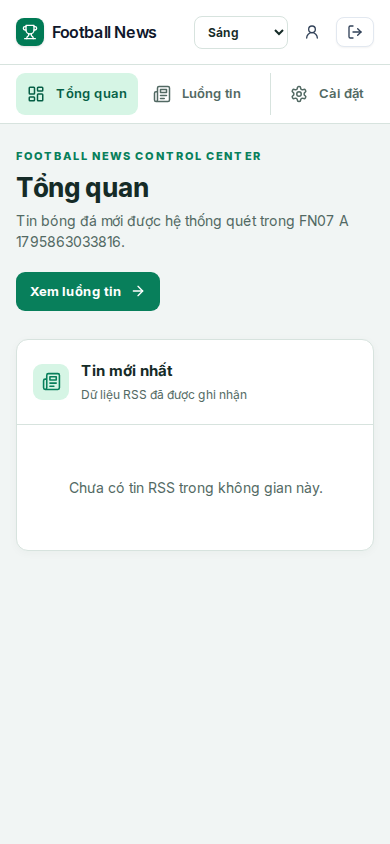 Football News
Sáng
Tổng quan
Luồng tin
Cài đặt
FOOTBALL NEWS CONTROL CENTER
Tổng quan
Tin bóng đá mới được hệ thống quét trong FN07 A
1795863033816.
Xem luồng tin
Tin mới nhất
Dữ liệu RSS đã được ghi nhận
Chưa có tin RSS trong không gian này.